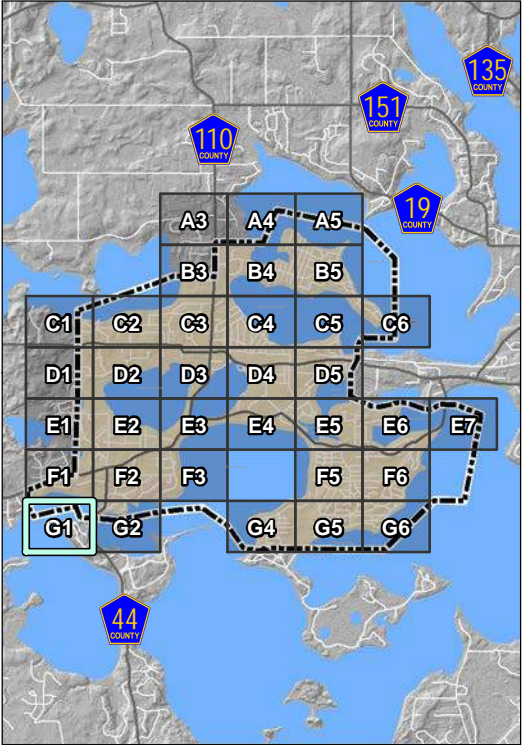 135
COUNTY
151
COUNTY
110
COUNTY
19
COUNTY
A3 A4 A5
B3 B4 B5
C1 C2 C3 C4 C5 C6
D1 D2 D3 D4 D5
E1 E2 E3 E4 E5 E6 E7
F1 F2 F3 F5 F6
G1 G2 G4 G5 G6
44
COUNTY